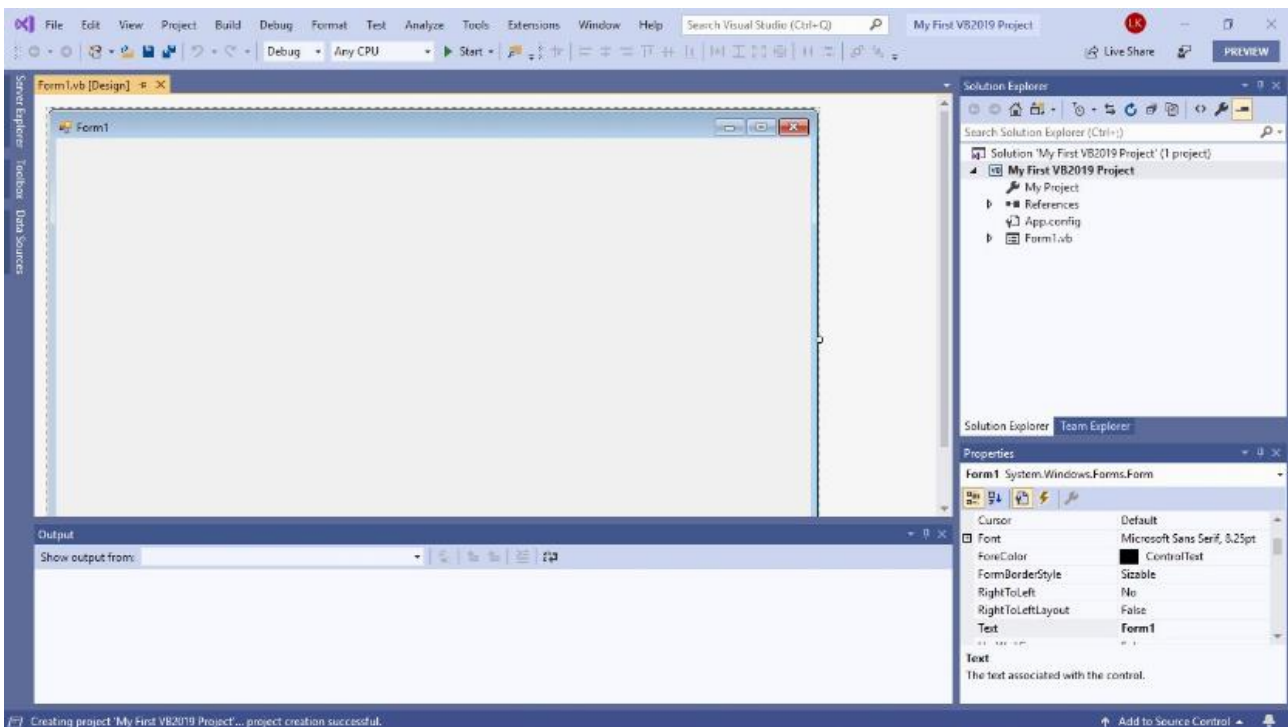 File Edit View Project Build Debug Format Test Analyze Tools Extensions Window Help Search Visual Studio (Ctrl+Q) My First VB2019 Project LK
Debug Any CPU Start Live Share PREVIEW
Server Explorer
Toolbox
Data Sources
Form1.vb [Design]
Form1
Solution Explorer
Search Solution Explorer (Ctrl+;)
Solution 'My First VB2019 Project' (1 project)
VB My First VB2019 Project
My Project
References
App.config
Form1.vb
Solution Explorer Team Explorer
Properties
Form1 System.Windows.Forms.Form
Cursor Default
Font Microsoft Sans Serif, 8.25pt
ForeColor ControlText
FormBorderStyle Sizable
RightToLeft No
RightToLeftLayout False
Text Form1
Text
The text associated with the control.
Output
Show output from:
Creating project 'My First VB2019 Project'... project creation successful.
Add to Source Control